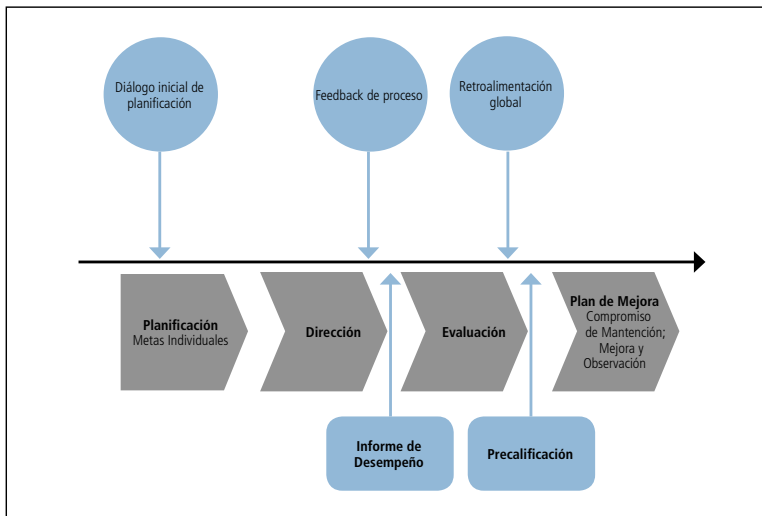 Diálogo inicial de
planificación
Feedback de proceso
Retroalimentación
global
Planificación
Metas Individuales
Dirección
Evaluación
Plan de Mejora
Compromiso
de Mantención;
Mejora y
Observación
Informe de
Desempeño
Precalificación